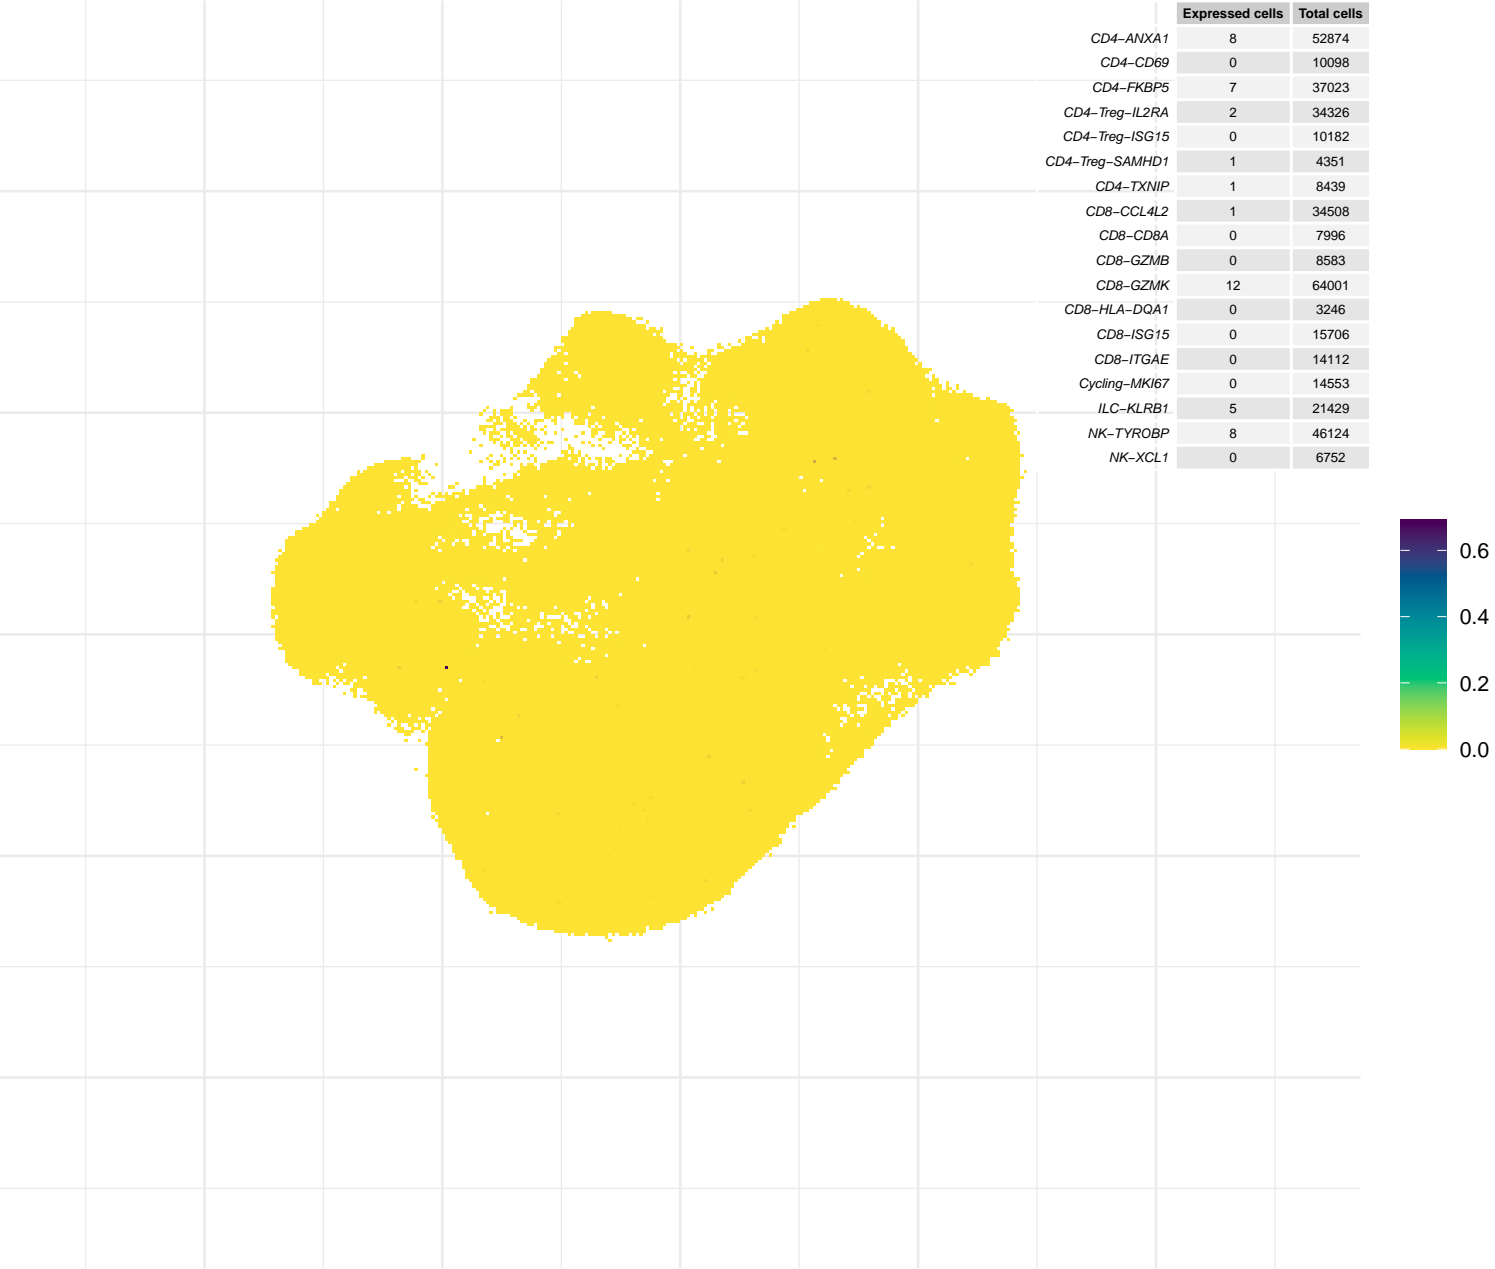 Expressed cells Total cells
CD4−ANXA1 8 52874
CD4−CD69 0 10098
CD4−FKBP5 7 37023
CD4−Treg−IL2RA 2 34326
CD4−Treg−ISG15 0 10182
CD4−Treg−SAMHD1 1 4351
CD4−TXNIP 1 8439
CD8−CCL4L2 1 34508
CD8−CD8A 0 7996
CD8−GZMB 0 8583
CD8−GZMK 12 64001
CD8−HLA−DQA1 0 3246
CD8−ISG15 0 15706
CD8−ITGAE 0 14112
Cycling−MKI67 0 14553
ILC−KLRB1 5 21429
NK−TYROBP 8 46124
NK−XCL1 0 6752
0.6
0.4
0.2
0.0